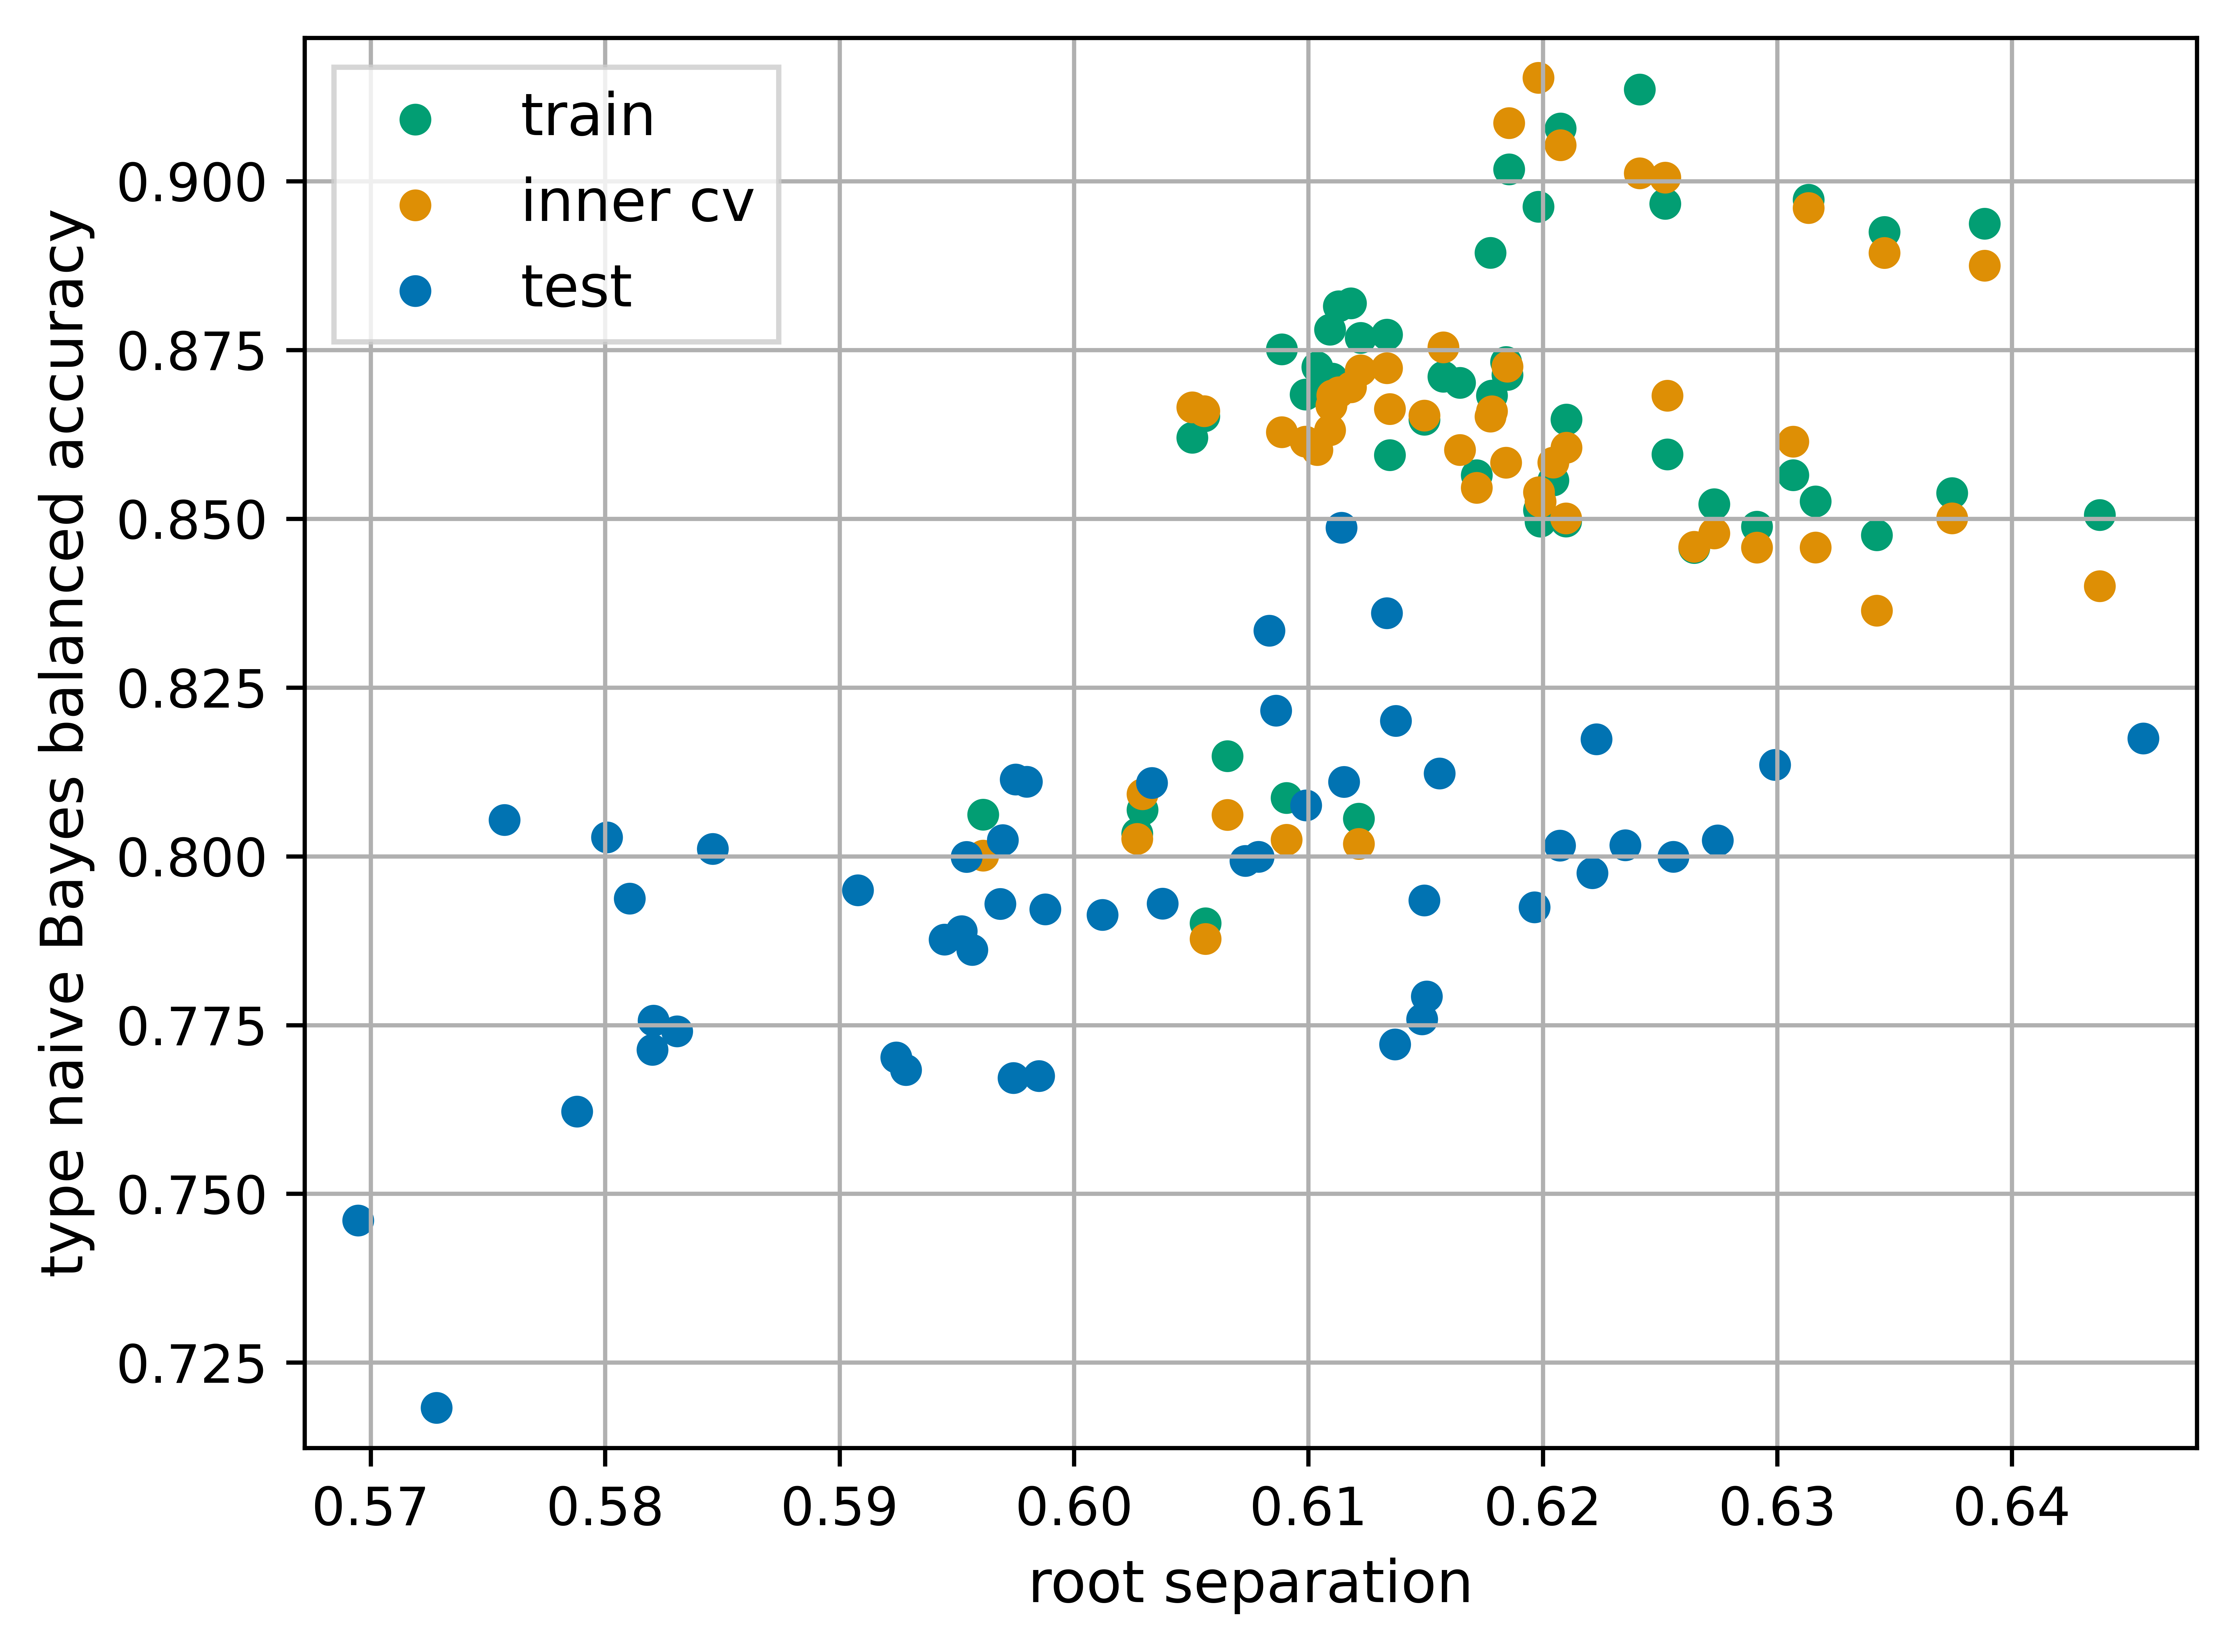 train
inner cv
test
type naive Bayes balanced accuracy
0.900
0.875
0.850
0.825
0.800
0.775
0.750
0.725
0.57 0.58 0.59 0.60 0.61 0.62 0.63 0.64
root separation